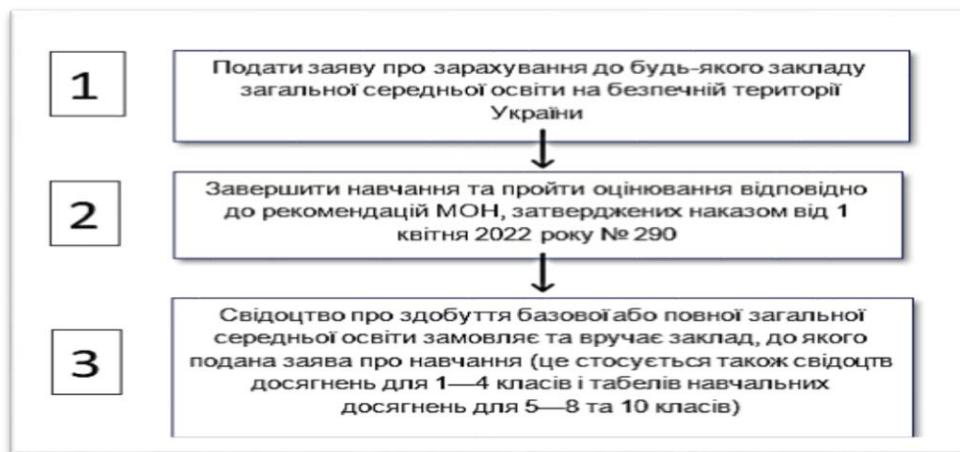 1
Подати заяву про зарахування до будь-якого закладу
загальної середньої освіти на безпечній території
України
2
Завершити навчання та пройти оцінювання відповідно
до рекомендацій МОН, затверджених наказом від 1
квітня 2022 року № 290
3
Свідоцтво про здобуття базової або повної загальної
середньої освіти замовляє та вручає заклад, до якого
подана заява про навчання (це стосується також свідоцтв
досягнень для 1—4 класів і табелів навчальних
досягнень для 5—8 та 10 класів)